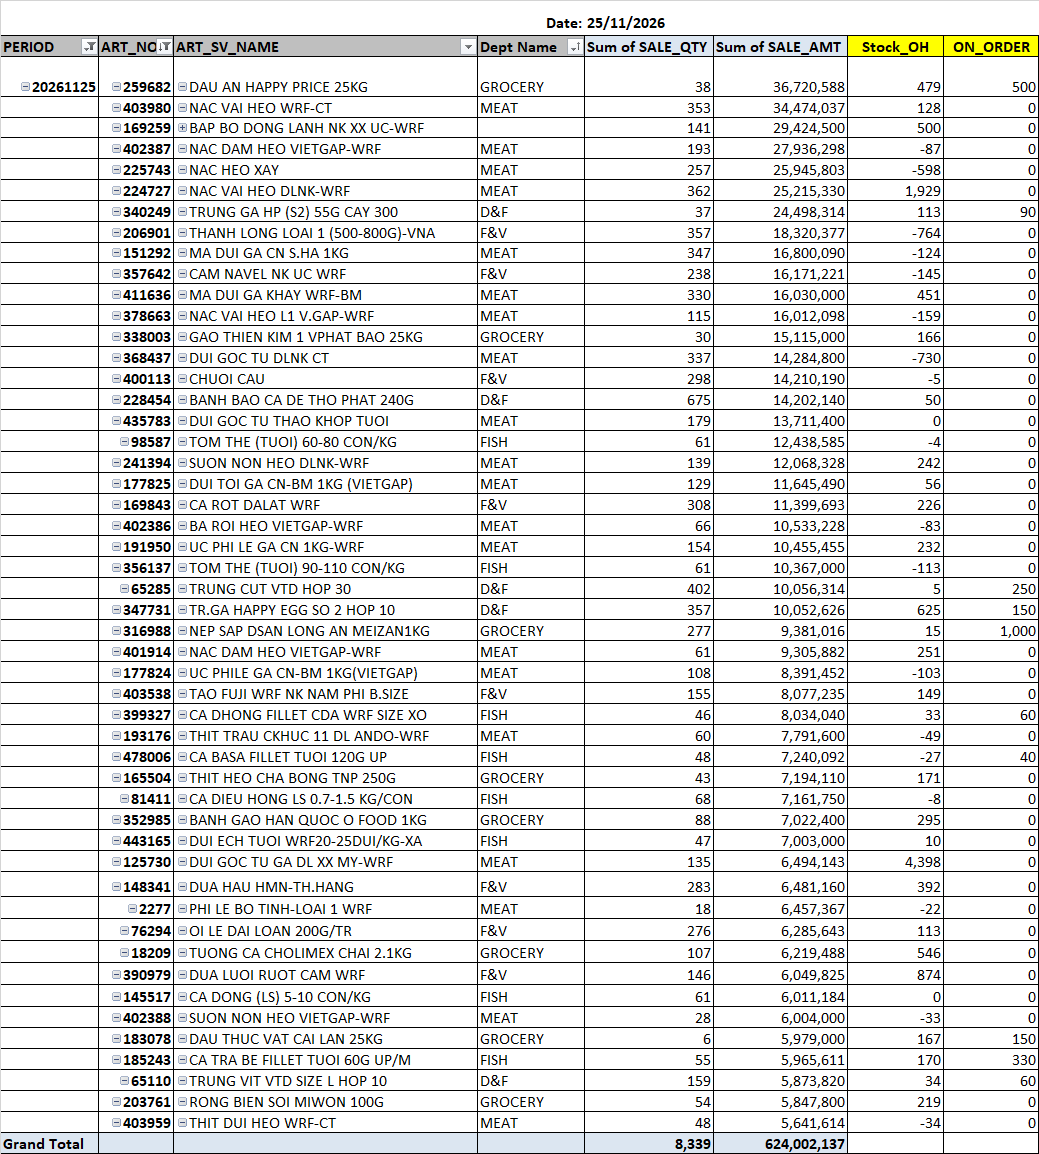 Date: 25/11/2026
PERIOD ART_NO ART_SV_NAME Dept Name Sum of SALE_QTY Sum of SALE_AMT Stock_OH ON_ORDER
20261125 259682 DAU AN HAPPY PRICE 25KG GROCERY 38 36,720,588 479 500
403980 NAC VAI HEO WRF-CT MEAT 353 34,474,037 128 0
169259 BAP BO DONG LANH NK XX UC-WRF 141 29,424,500 500 0
402387 NAC DAM HEO VIETGAP-WRF MEAT 193 27,936,298 -87 0
225743 NAC HEO XAY MEAT 257 25,945,803 -598 0
224727 NAC VAI HEO DLNK-WRF MEAT 362 25,215,330 1,929 0
340249 TRUNG GA HP (S2) 55G CAY 300 D&F 37 24,498,314 113 90
206901 THANH LONG LOAI 1 (500-800G)-VNA F&V 357 18,320,377 -764 0
151292 MA DUI GA CN S.HA 1KG MEAT 347 16,800,090 -124 0
357642 CAM NAVEL NK UC WRF F&V 238 16,171,221 -145 0
411636 MA DUI GA KHAY WRF-BM MEAT 330 16,030,000 451 0
378663 NAC VAI HEO L1 V.GAP-WRF MEAT 115 16,012,098 -159 0
338003 GAO THIEN KIM 1 VPHAT BAO 25KG GROCERY 30 15,115,000 166 0
368437 DUI GOC TU DLNK CT MEAT 337 14,284,800 -730 0
400113 CHUOI CAU F&V 298 14,210,190 -5 0
228454 BANH BAO CA DE THO PHAT 240G D&F 675 14,202,140 50 0
435783 DUI GOC TU THAO KHOP TUOI MEAT 179 13,711,400 0 0
98587 TOM THE (TUOI) 60-80 CON/KG FISH 61 12,438,585 -4 0
241394 SUON NON HEO DLNK-WRF MEAT 139 12,068,328 242 0
177825 DUI TOI GA CN-BM 1KG (VIETGAP) MEAT 129 11,645,490 56 0
169843 CA ROT DALAT WRF F&V 308 11,399,693 226 0
402386 BA ROI HEO VIETGAP-WRF MEAT 66 10,533,228 -83 0
191950 UC PHI LE GA CN 1KG-WRF MEAT 154 10,455,455 232 0
356137 TOM THE (TUOI) 90-110 CON/KG FISH 61 10,367,000 -113 0
65285 TRUNG CUT VTD HOP 30 D&F 402 10,056,314 5 250
347731 TR.GA HAPPY EGG SO 2 HOP 10 D&F 357 10,052,626 625 150
316988 NEP SAP DSAN LONG AN MEIZAN1KG GROCERY 277 9,381,016 15 1,000
401914 NAC DAM HEO VIETGAP-WRF MEAT 61 9,305,882 251 0
177824 UC PHILE GA CN-BM 1KG(VIETGAP) MEAT 108 8,391,452 -103 0
403538 TAO FUJI WRF NK NAM PHI B.SIZE F&V 155 8,077,235 149 0
399327 CA DHONG FILLET CDA WRF SIZE XO FISH 46 8,034,040 33 60
193176 THIT TRAU CKHUC 11 DL ANDO-WRF MEAT 60 7,791,600 -49 0
478006 CA BASA FILLET TUOI 120G UP FISH 48 7,240,092 -27 40
165504 THIT HEO CHA BONG TNP 250G GROCERY 43 7,194,110 171 0
81411 CA DIEU HONG LS 0.7-1.5 KG/CON FISH 68 7,161,750 -8 0
352985 BANH GAO HAN QUOC O FOOD 1KG GROCERY 88 7,022,400 295 0
443165 DUI ECH TUOI WRF20-25DUI/KG-XA FISH 47 7,003,000 10 0
125730 DUI GOC TU GA DL XX MY-WRF MEAT 135 6,494,143 4,398 0
148341 DUA HAU HMN-TH.HANG F&V 283 6,481,160 392 0
2277 PHI LE BO TINH-LOAI 1 WRF MEAT 18 6,457,367 -22 0
76294 OI LE DAI LOAN 200G/TR F&V 276 6,285,643 113 0
18209 TUONG CA CHOLIMEX CHAI 2.1KG GROCERY 107 6,219,488 546 0
390979 DUA LUOI RUOT CAM WRF F&V 146 6,049,825 874 0
145517 CA DONG (LS) 5-10 CON/KG FISH 61 6,011,184 0 0
402388 SUON NON HEO VIETGAP-WRF MEAT 28 6,004,000 -33 0
183078 DAU THUC VAT CAI LAN 25KG GROCERY 6 5,979,000 167 150
185243 CA TRA BE FILLET TUOI 60G UP/M FISH 55 5,965,611 170 330
65110 TRUNG VIT VTD SIZE L HOP 10 D&F 159 5,873,820 34 60
203761 RONG BIEN SOI MIWON 100G GROCERY 54 5,847,800 219 0
403959 THIT DUI HEO WRF-CT MEAT 48 5,641,614 -34 0
Grand Total 8,339 624,002,137